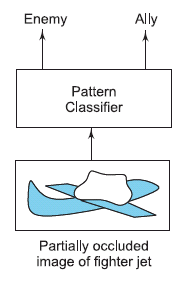 Enemy Ally
Pattern
Classifier
Partially occluded
image of fighter jet